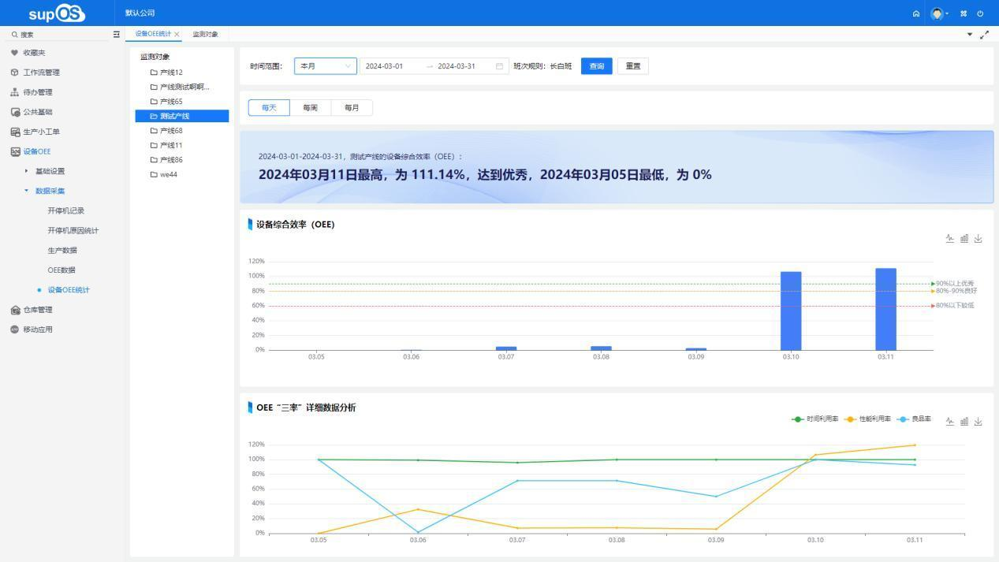 supOS
默认公司
搜索
设备OEE统计
监测对象
收藏夹
工作流管理
待办管理
公共基础
生产小工单
设备OEE
基础设置
数据采集
开停机记录
开停机原因统计
生产数据
OEE数据
设备OEE统计
仓库管理
移动应用
监测对象
产线12
产线测试啊啊...
产线65
测试产线
产线68
产线11
产线86
we44
时间范围: 本月 2024-03-01 2024-03-31 班次规则: 长白班 查询 重置
每天 每周 每月
2024-03-01-2024-03-31, 测试产线的设备综合效率 (OEE) :
2024年03月11日最高, 为 111.14%, 达到优秀, 2024年03月05日最低, 为 0%
设备综合效率 (OEE)
120%
100%
90%以上优秀
80%
80%-90%良好
60%
80%以下较低
40%
20%
0%
03.05 03.06 03.07 03.08 03.09 03.10 03.11
OEE “三率” 详细数据分析
时间利用率 性能利用率 良品率
120%
100%
80%
60%
40%
20%
0%
03.05 03.06 03.07 03.08 03.09 03.10 03.11